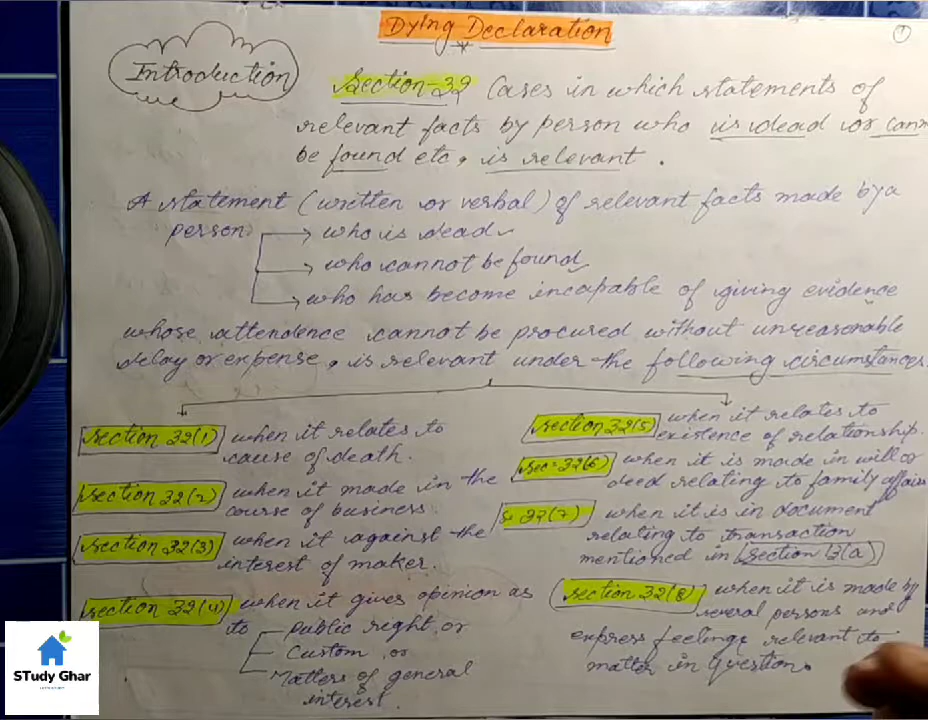 Dying Declaration
1
Introduction
Section-32 Cases in which statements of
relevant facts by person who is dead or cann
be found etc, is relevant.
A statement (written or verbal) of relevant facts made by a
person
who is dead
who cannot be found
who has become incapable of giving evidence
whose attendence cannot be procured without unreasonable
delay or expense, is relevant under the following circumstances.
Section 32(1) when it relates to
cause of death.
Section 32(2) when it made in the
course of business
Section 32(3) when it against the
interest of maker.
Section 32(4) when it gives opinion as
to
Public right, or
Custom, or
Matters of general
interest.
Section 32(5) when it relates to
existence of relationship.
Sec-32(6) when it is made in will or
deed relating to family affairs
S. 32(7) when it is in document
relating to transaction
mentioned in Section 13(a)
Section 32(8) when it is made by
several persons and
express feelings relevant to
matter in Question.
STudy Ghar